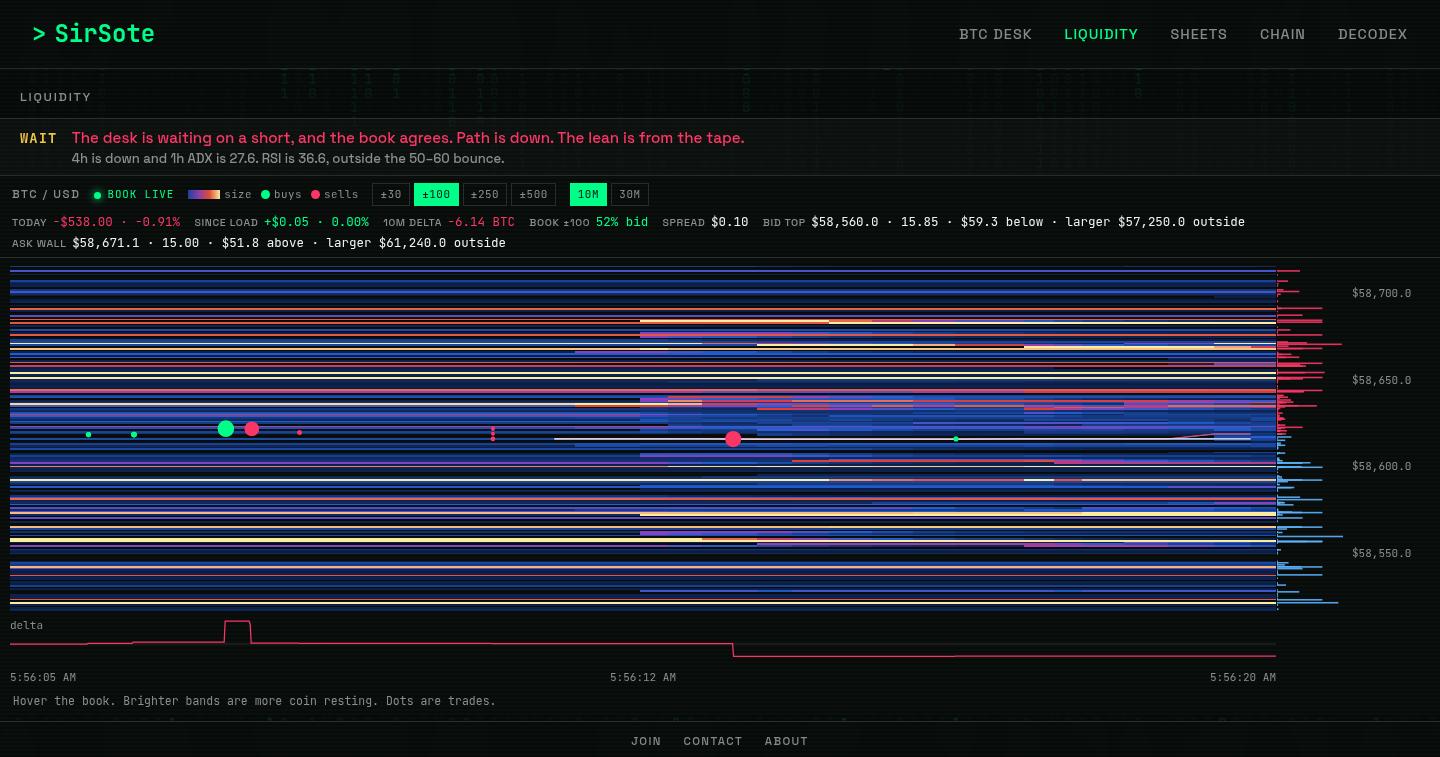 > SirSote
BTC DESK LIQUIDITY SHEETS CHAIN DECODEX
LIQUIDITY
WAIT The desk is waiting on a short, and the book agrees. Path is down. The lean is from the tape.
4h is down and 1h ADX is 27.6. RSI is 36.6, outside the 50–60 bounce.
BTC / USD BOOK LIVE size buys sells ±30 ±100 ±250 ±500 10M 30M
TODAY -$538.00 · -0.91% SINCE LOAD +$0.05 · 0.00% 10M DELTA -6.14 BTC BOOK ±100 52% bid SPREAD $0.10 BID TOP $58,560.0 · 15.85 · $59.3 below · larger $57,250.0 outside
ASK WALL $58,671.1 · 15.00 · $51.8 above · larger $61,240.0 outside
$58,700.0
$58,650.0
$58,600.0
$58,550.0
delta
5:56:05 AM 5:56:12 AM 5:56:20 AM
Hover the book. Brighter bands are more coin resting. Dots are trades.
JOIN CONTACT ABOUT